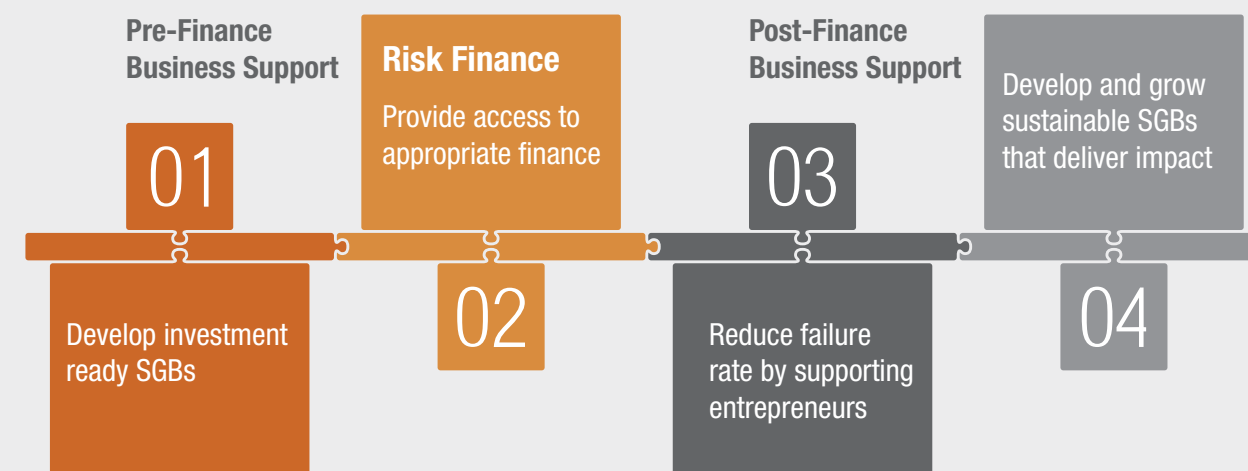 Pre-Finance
Business Support
01
Develop investment
ready SGBs
Risk Finance
Provide access to
appropriate finance
02
Post-Finance
Business Support
03
Reduce failure
rate by supporting
entrepreneurs
Develop and grow
sustainable SGBs
that deliver impact
04